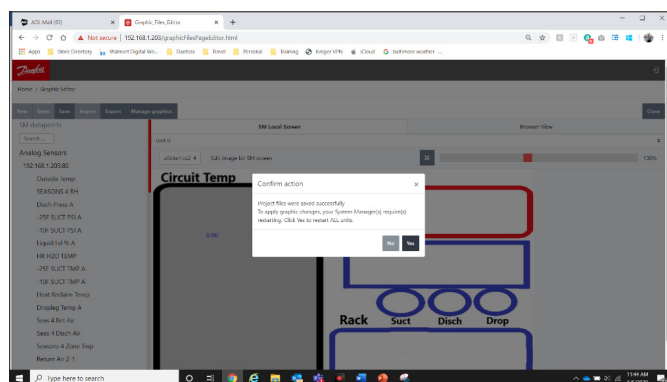 AOL Mail (65)
Graphic_Files_Editor
Not secure | 192.168.1.203/graphicFilesPageEditor.html
Apps Store Directory Walmart Digital Wo... Danfoss Travel Personal Training Kroger VPN iCloud baltimore weather ...
Danfoss
Home / Graphic Editor
New Open Save Import Export Manage graphics Close
SM datapoints
SM Local Screen Browser View
Search ...
Unit 0
Edit image for SM screen 130%
Analog Sensors
192.168.1.203:80
Outside Temp
SEASONS 4 RH
Disch Press A
-25F SUCT PSI A
-10F SUCT PSI A
Liquid Lvl % A
HR H2O TEMP
-25F SUCT TMP A
-10F SUCT TMP A
Heat Reclaim Temp
Dropleg Temp A
Seas 4 Ret Air
Seas 4 Disch Air
Seasons 4 Zone Tmp
Return Air 2 1
Circuit Temp
0.00
Confirm action
Project files were saved successfully
To apply graphic changes, your System Manager(s) require(s)
restarting. Click Yes to restart ALL units.
No Yes
Rack Suct Disch Drop
Type here to search
11:44 AM